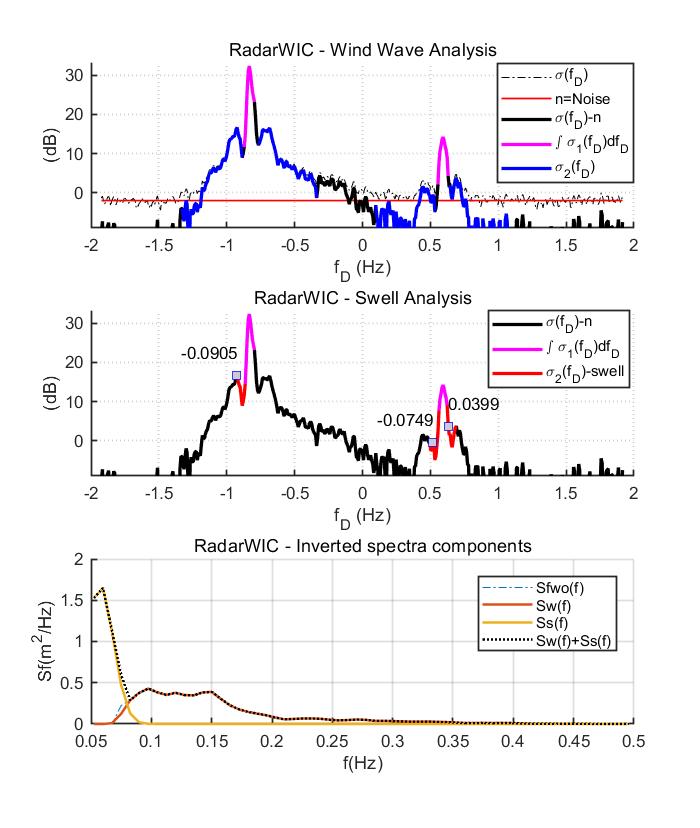 RadarWIC - Wind Wave Analysis
30
20
10
0
(dB)
σ(f_D)
n=Noise
σ(f_D)-n
∫ σ_1(f_D)df_D
σ_2(f_D)
-2 -1.5 -1 -0.5 0 0.5 1 1.5 2
f_D (Hz)
RadarWIC - Swell Analysis
30
20
10
0
(dB)
-0.0905
-0.0749
0.0399
σ(f_D)-n
∫ σ_1(f_D)df_D
σ_2(f_D)-swell
-2 -1.5 -1 -0.5 0 0.5 1 1.5 2
f_D (Hz)
RadarWIC - Inverted spectra components
2
1.5
1
0.5
0
Sf(m²/Hz)
Sfwo(f)
Sw(f)
Ss(f)
Sw(f)+Ss(f)
0.05 0.1 0.15 0.2 0.25 0.3 0.35 0.4 0.45 0.5
f(Hz)